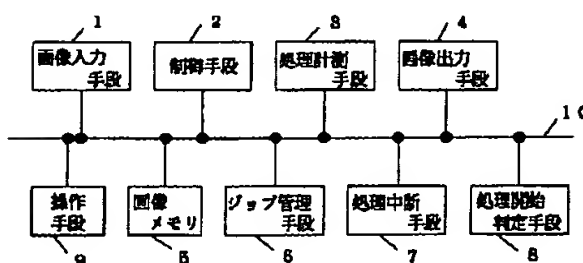 1
2
3
4
画像入力
手段
制御手段
処理計測
手段
画像出力
手段
10
操作
手段
画像
メモリ
ジョブ管理
手段
処理中断
手段
処理開始
判定手段
9
5
6
7
8